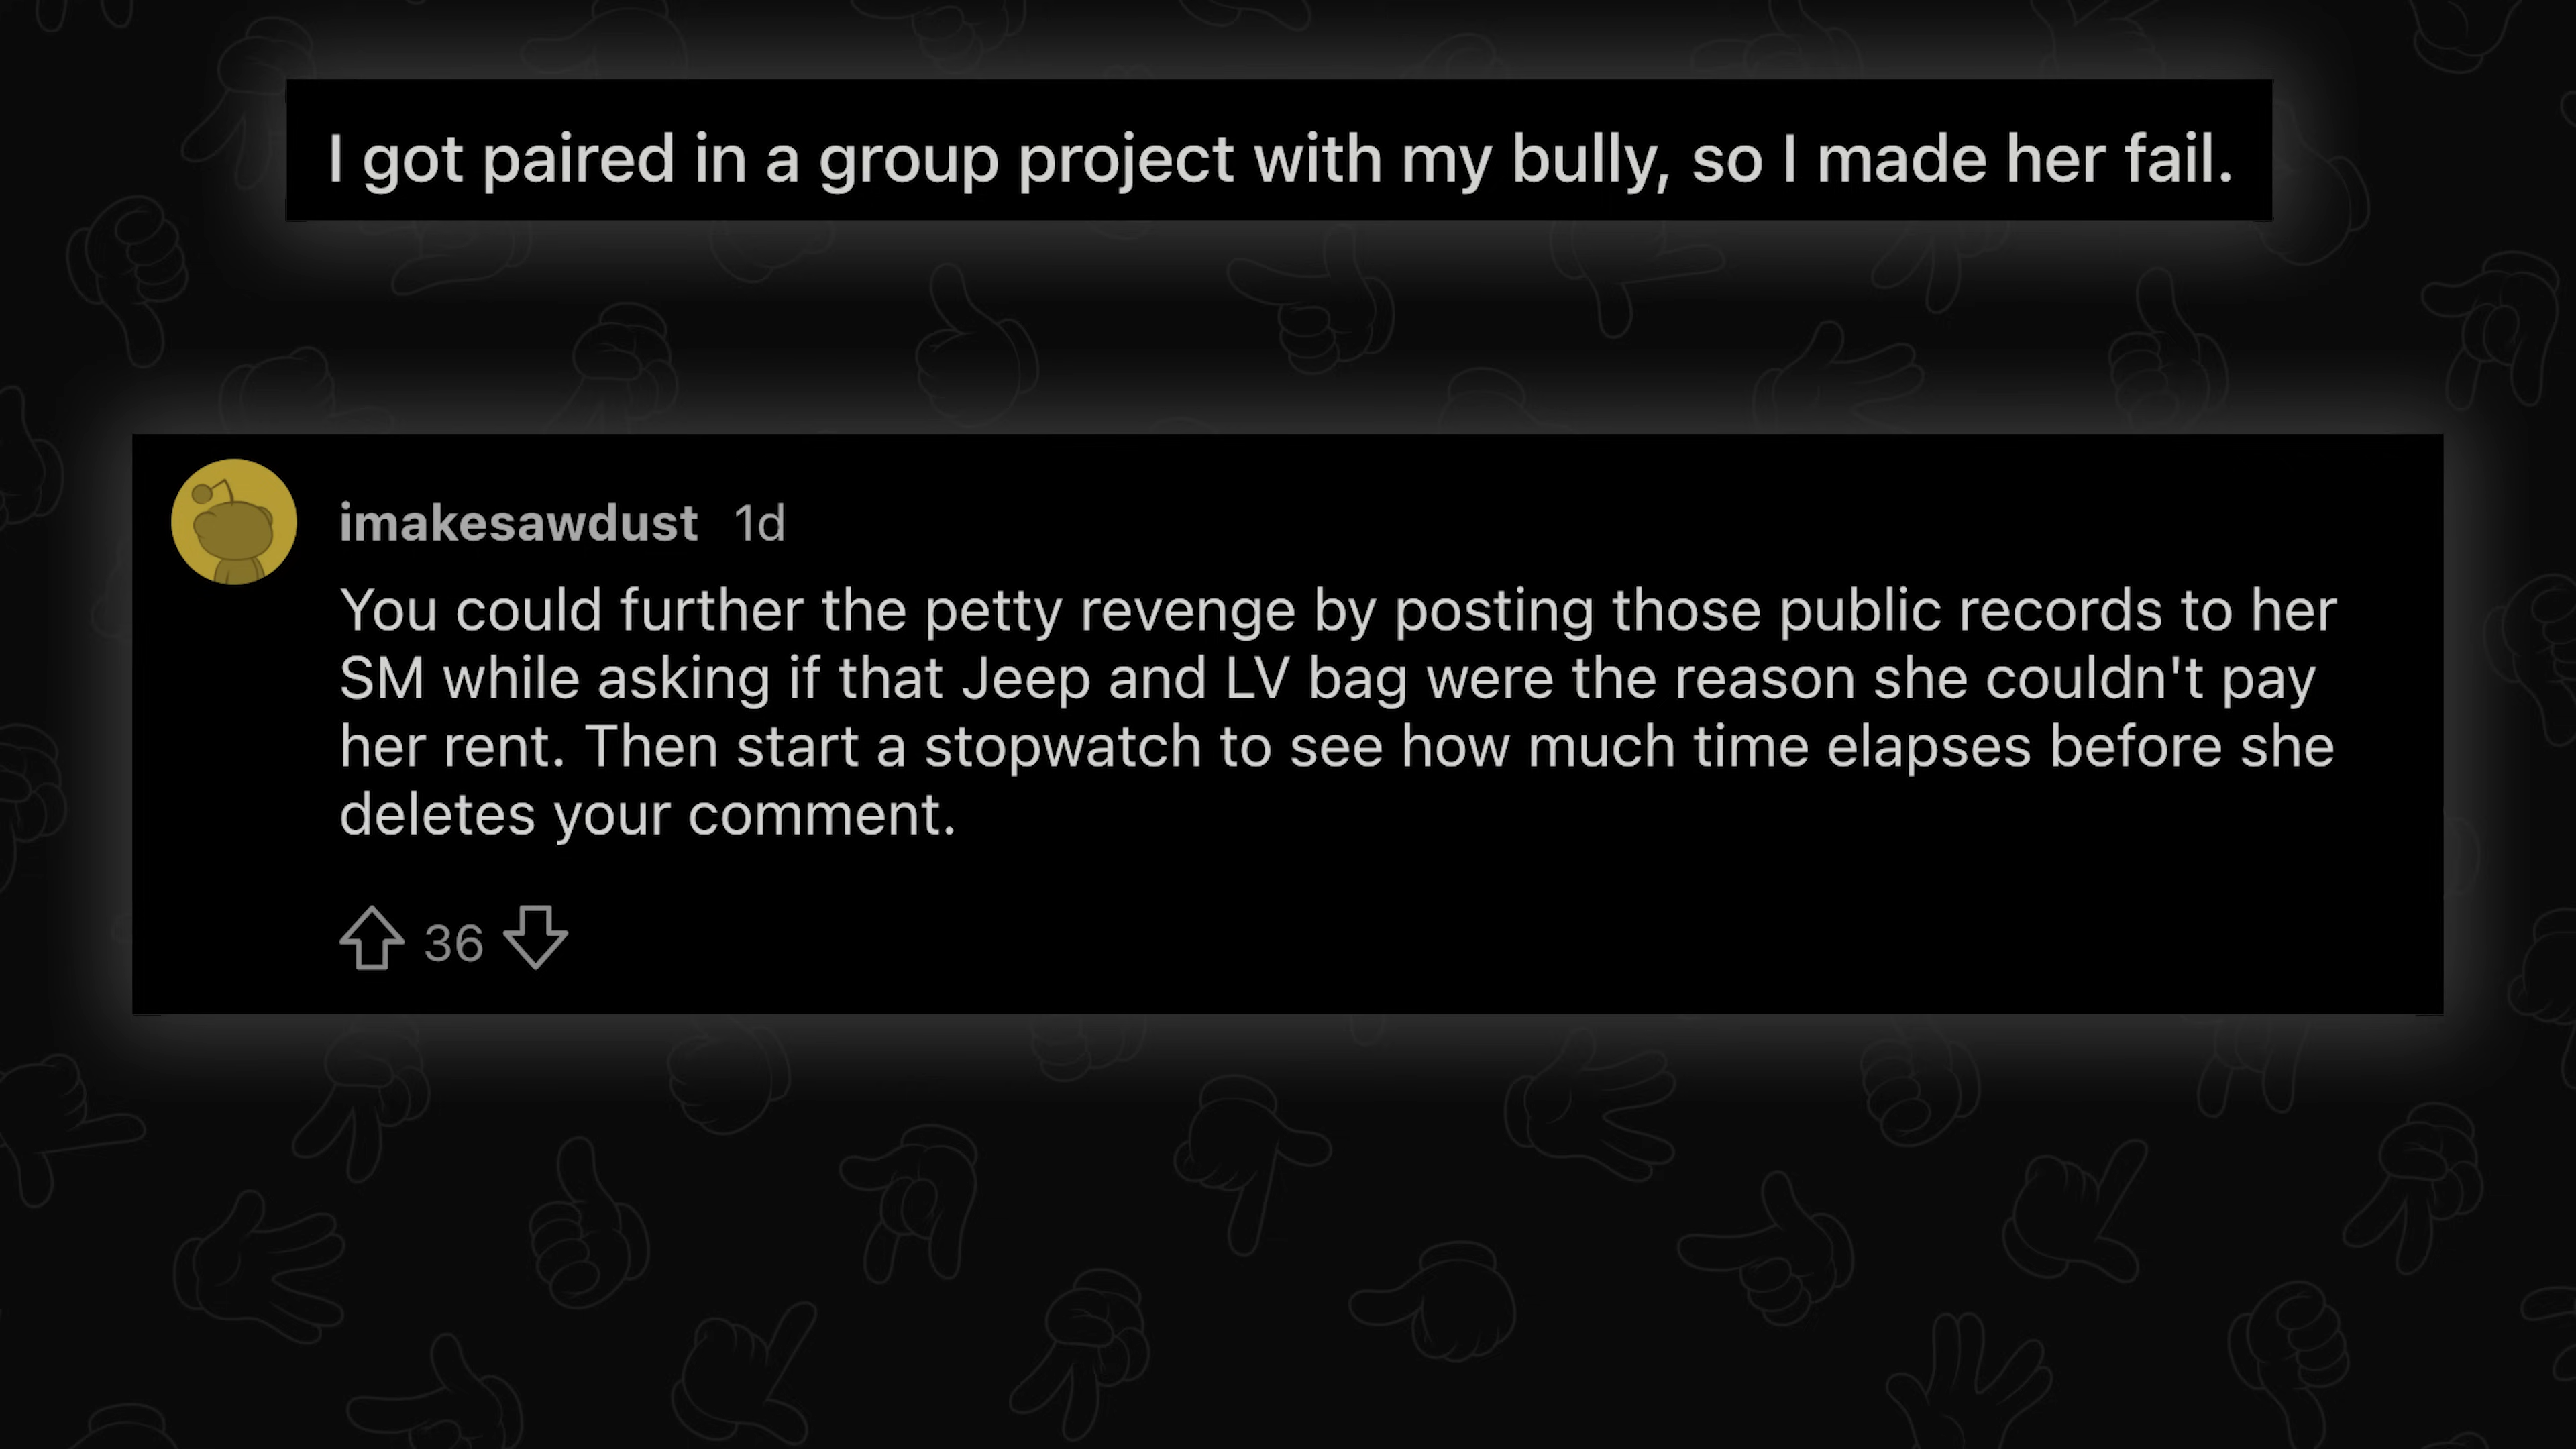 I got paired in a group project with my bully, so I made her fail.
imakesawdust 1d
You could further the petty revenge by posting those public records to her
SM while asking if that Jeep and LV bag were the reason she couldn't pay
her rent. Then start a stopwatch to see how much time elapses before she
deletes your comment.
36